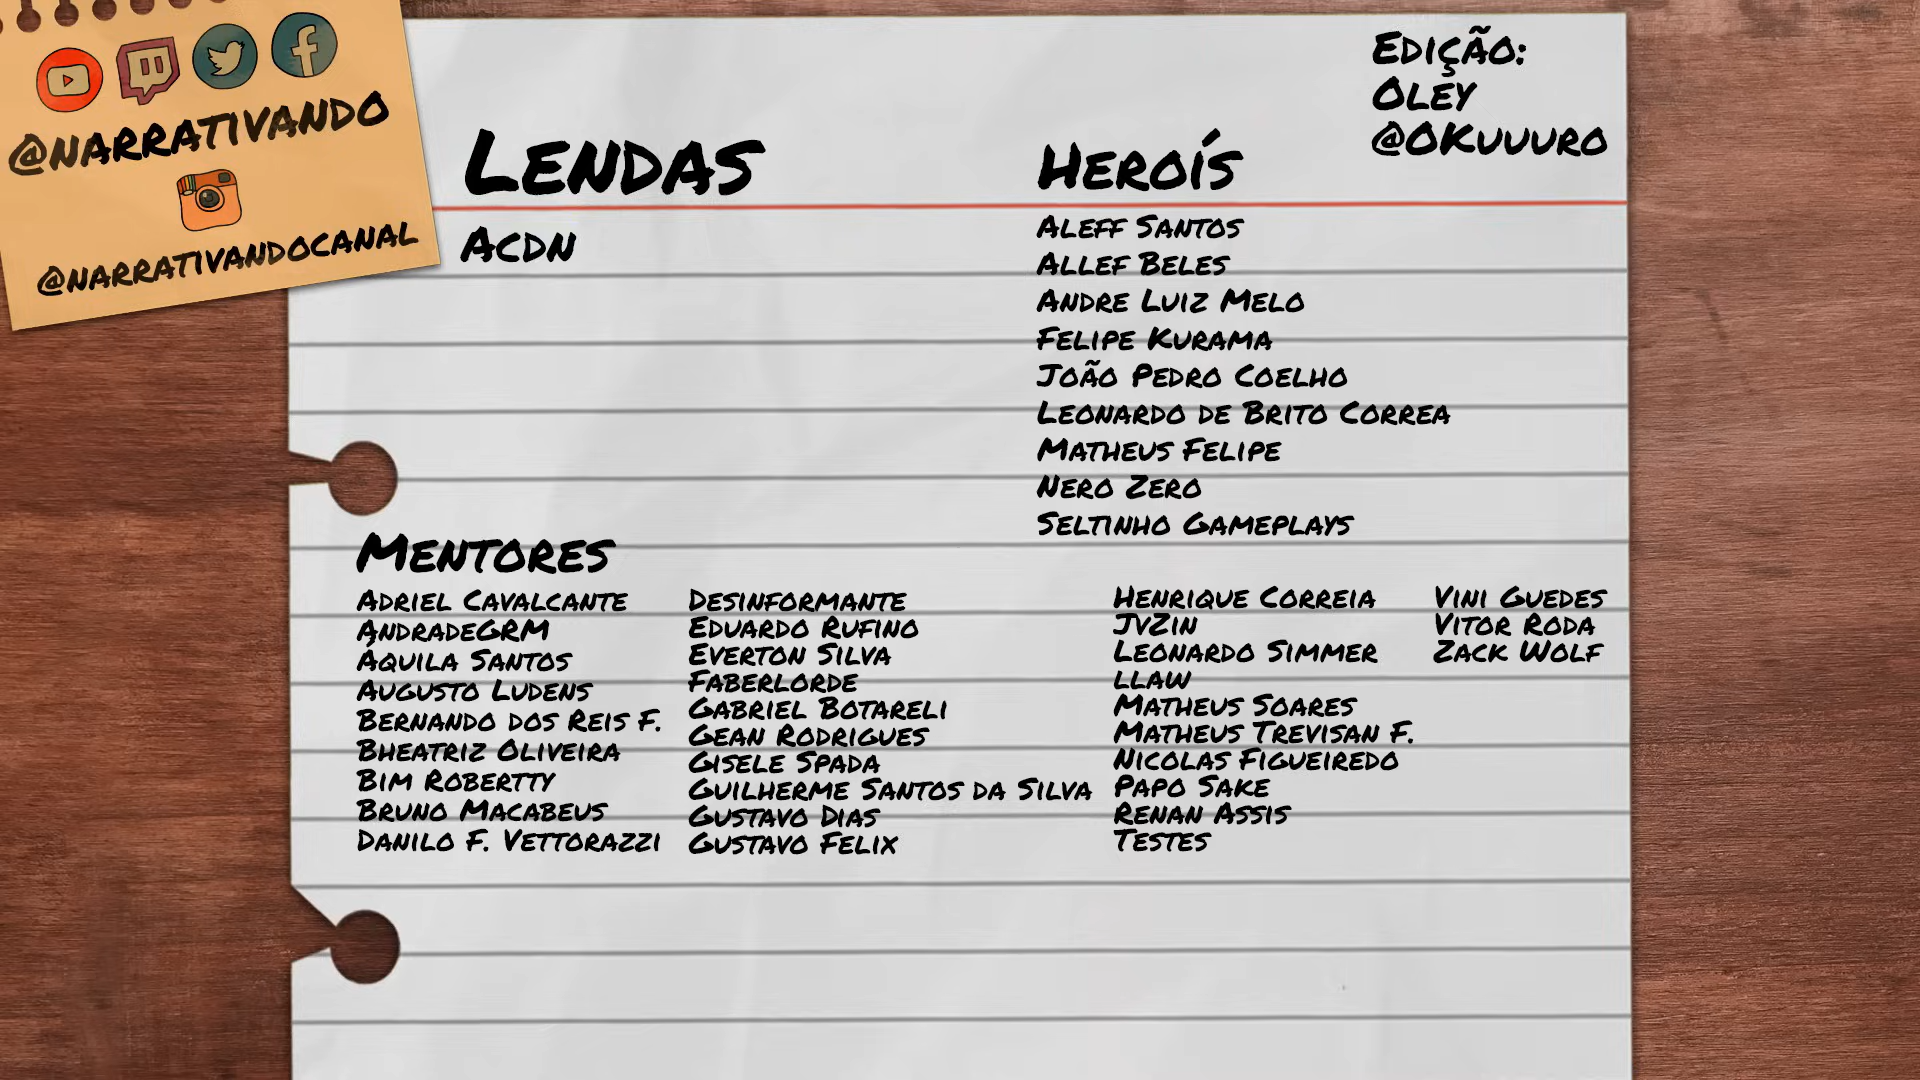 @narrativando
@narrativandocanal
Edição:
Oley
@OKuuuro
Lendas
Acdn
Heroís
Aleff Santos
Allef Beles
Andre Luiz Melo
Felipe Kurama
João Pedro Coelho
Leonardo de Brito Correa
Matheus Felipe
Nero Zero
Seltinho Gameplays
Mentores
Adriel Cavalcante
AndradeGRM
Áquila Santos
Augusto Ludens
Bernando dos Reis F.
Bheatriz Oliveira
Bim Robertty
Bruno Macabeus
Danilo F. Vettorazzi
Desinformante
Eduardo Rufino
Everton Silva
Faberlorde
Gabriel Botareli
Gean Rodrigues
Gisele Spada
Guilherme Santos da Silva
Gustavo Dias
Gustavo Felix
Henrique Correia
JvZin
Leonardo Simmer
llaw
Matheus Soares
Matheus Trevisan F.
Nicolas Figueiredo
Papo Sake
Renan Assis
Testes
Vini Guedes
Vitor Roda
Zack Wolf